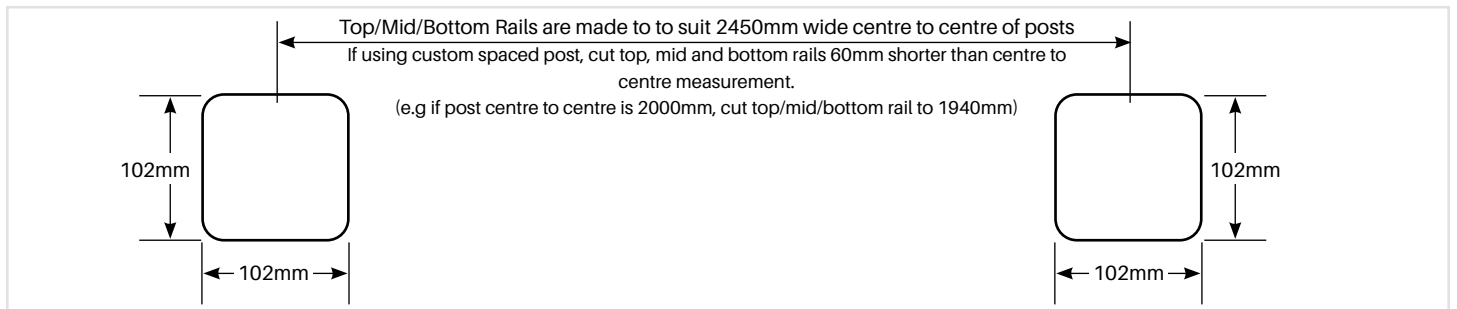 Top/Mid/Bottom Rails are made to to suit 2450mm wide centre to centre of posts
If using custom spaced post, cut top, mid and bottom rails 60mm shorter than centre to
centre measurement.
(e.g if post centre to centre is 2000mm, cut top/mid/bottom rail to 1940mm)
102mm
102mm
102mm
102mm